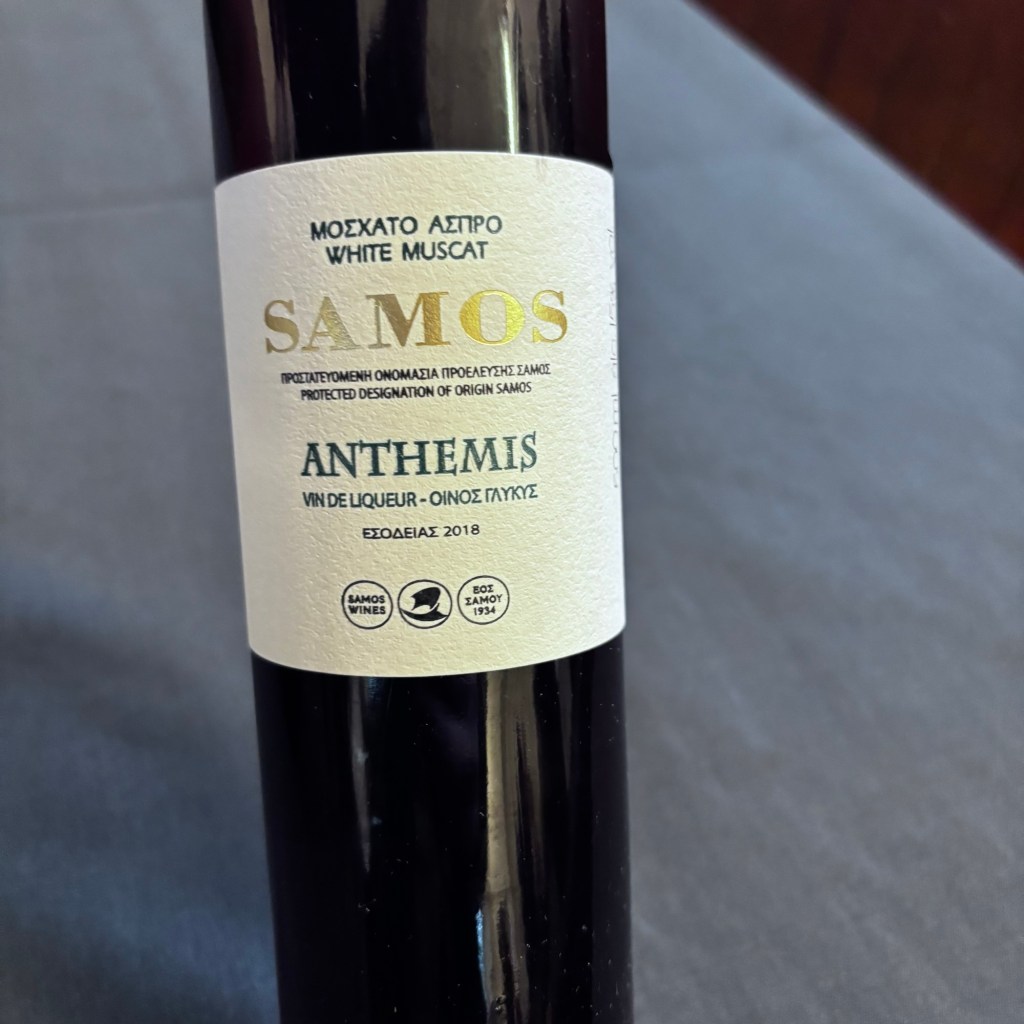 ΜΟΣΧΑΤΟ ΑΣΠΡΟ
WHITE MUSCAT
SAMOS
ΠΡΟΣΤΑΤΕΥΟΜΕΝΗ ΟΝΟΜΑΣΙΑ ΠΡΟΕΛΕΥΣΗΣ ΣΑΜΟΣ
PROTECTED DESIGNATION OF ORIGIN SAMOS
ANTHEMIS
VIN DE LIQUEUR - ΟΙΝΟΣ ΓΛΥΚΥΣ
ΕΣΟΔΕΙΑΣ 2018
SAMOS
WINES
ΕΟΣ
ΣΑΜΟΥ
1934